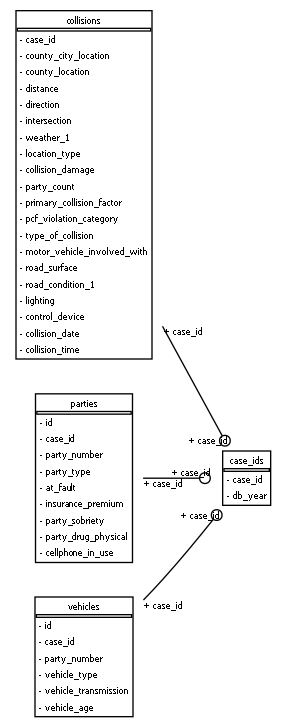 collisions
- case_id
- county_city_location
- county_location
- distance
- direction
- intersection
- weather_1
- location_type
- collision_damage
- party_count
- primary_collision_factor
- pcf_violation_category
- type_of_collision
- motor_vehicle_involved_with
- road_surface
- road_condition_1
- lighting
- control_device
- collision_date
- collision_time
+ case_id
+ case_id
parties
- id
- case_id
- party_number
- party_type
- at_fault
- insurance_premium
- party_sobriety
- party_drug_physical
- cellphone_in_use
+ case_id
+ case_id
case_ids
- case_id
- db_year
+ case_id
+ case_id
vehicles
- id
- case_id
- party_number
- vehicle_type
- vehicle_transmission
- vehicle_age